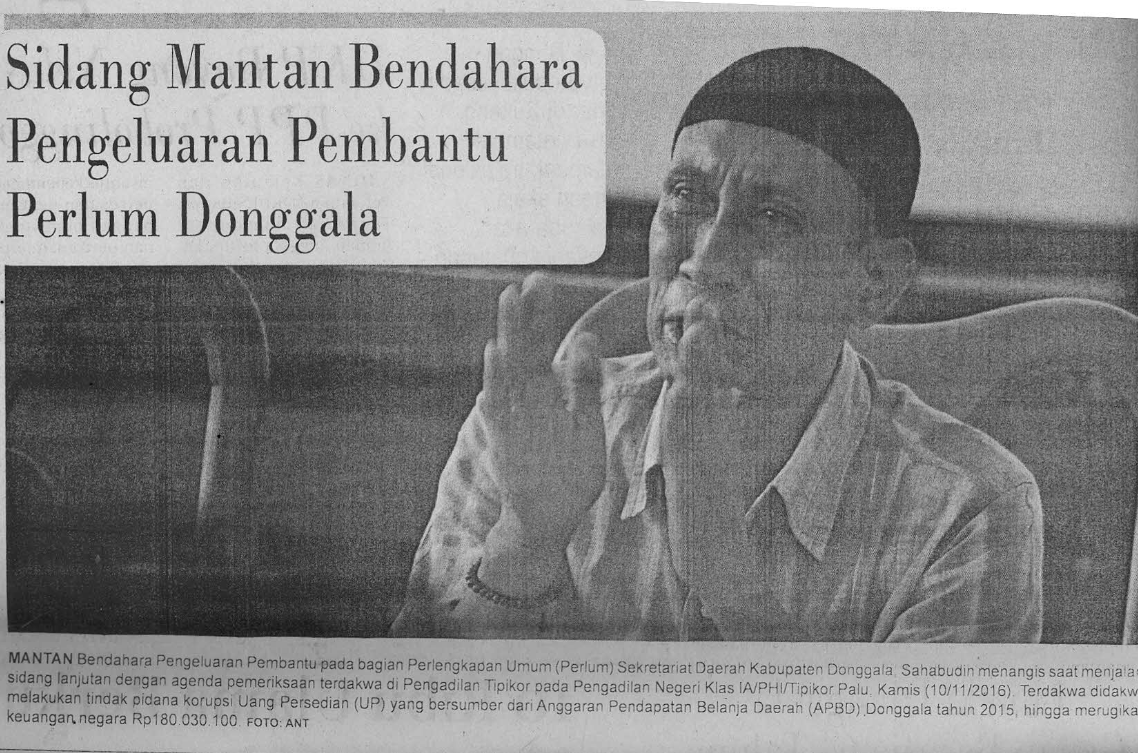 Sidang Mantan Bendahara
Pengeluaran Pembantu
Perlum Donggala
MANTAN Bendahara Pengeluaran Pembantu pada bagian Perlengkapan Umum (Perlum) Sekretariat Daerah Kabupaten Donggala, Sahabudin menangis saat menjala
sidang lanjutan dengan agenda pemeriksaan terdakwa di Pengadilan Tipikor pada Pengadilan Negeri Klas IA/PHI/Tipikor Palu, Kamis (10/11/2016). Terdakwa didakw
melakukan tindak pidana korupsi Uang Persedian (UP) yang bersumber dari Anggaran Pendapatan Belanja Daerah (APBD) Donggala tahun 2015, hingga merugika
keuangan negara Rp180.030.100. FOTO: ANT